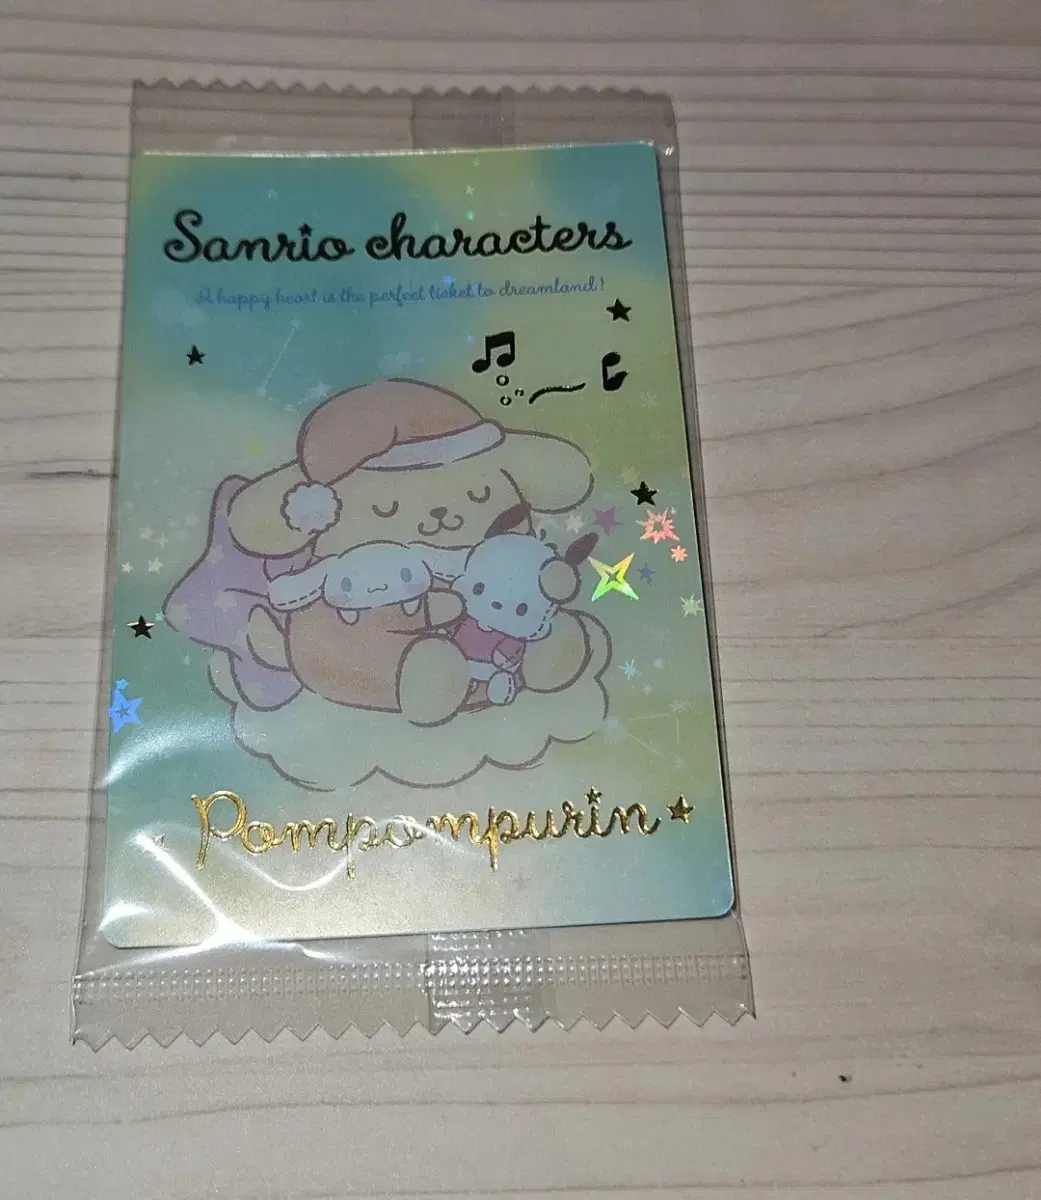 Sanrio characters
A happy heart is the perfect ticket to dreamland!
Pompompurin